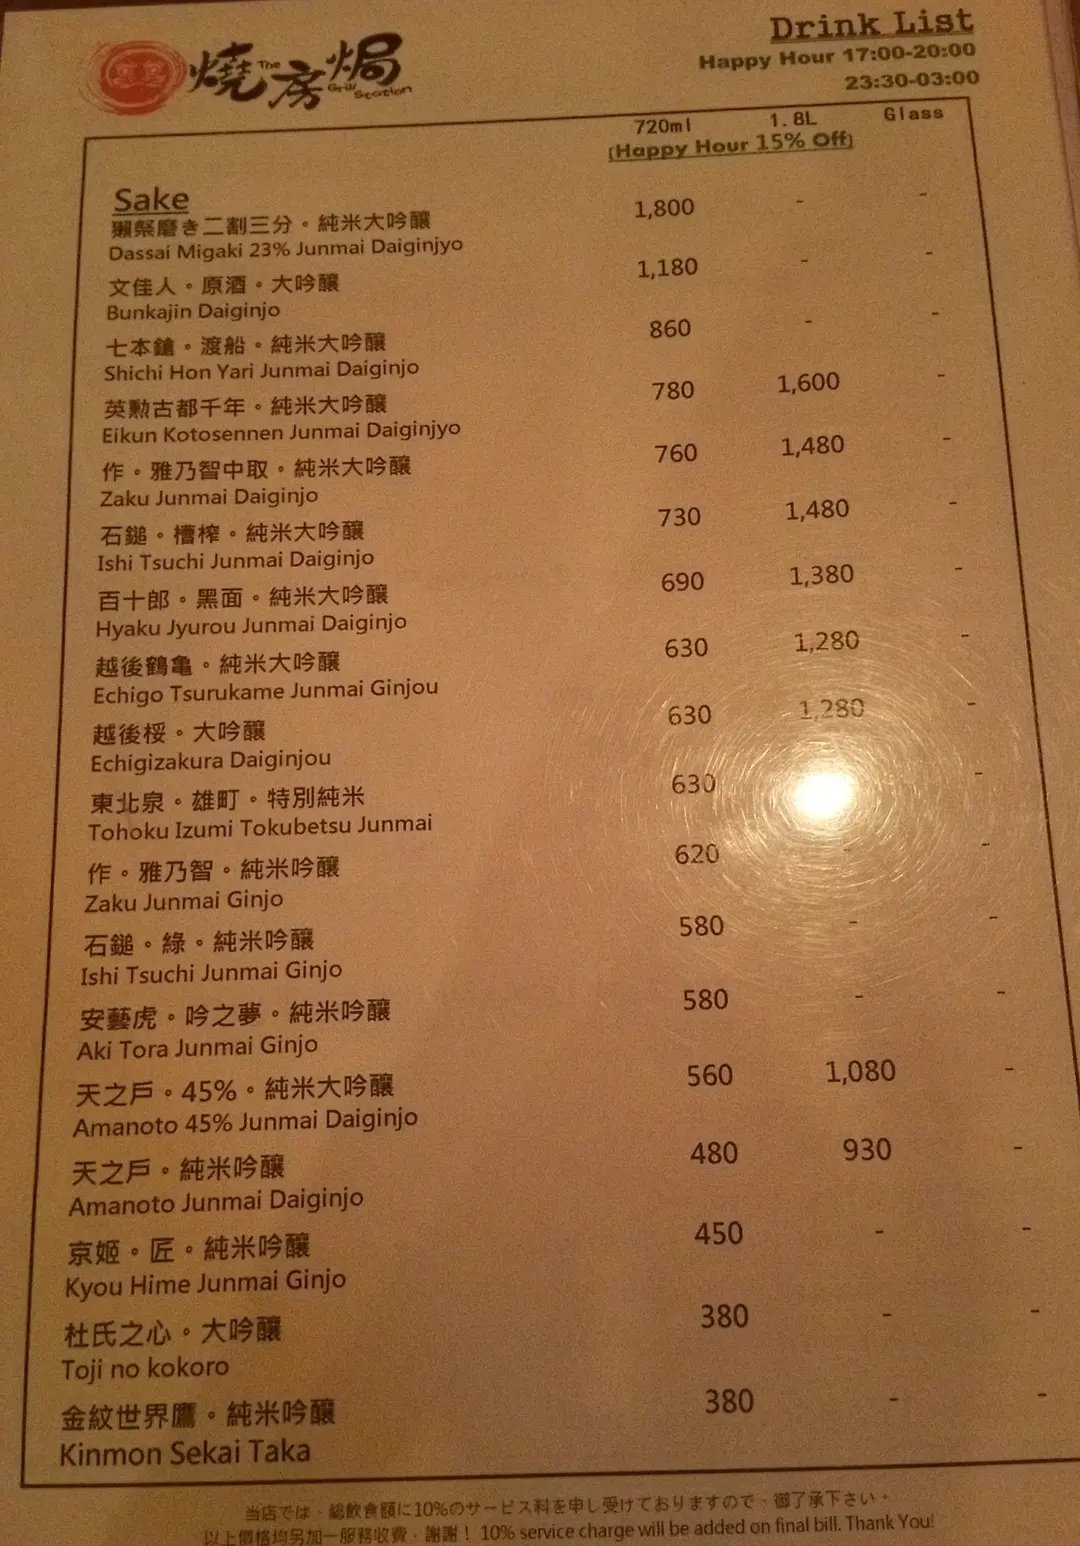 燒房焗
The Grill Station
Drink List
Happy Hour 17:00-20:00
23:30-03:00
720ml 1.8L Glass
(Happy Hour 15% Off)
Sake
獺祭磨き二割三分。純米大吟釀 1,800 - -
Dassai Migaki 23% Junmai Daiginjyo
文佳人。原酒。大吟釀 1,180 - -
Bunkajin Daiginjo
七本鎗。渡船。純米大吟釀 860 - -
Shichi Hon Yari Junmai Daiginjo
英勲古都千年。純米大吟釀 780 1,600 -
Eikun Kotosennen Junmai Daiginjyo
作。雅乃智中取。純米大吟釀 760 1,480 -
Zaku Junmai Daiginjo
石鎚。槽榨。純米大吟釀 730 1,480 -
Ishi Tsuchi Junmai Daiginjo
百十郎。黑面。純米大吟釀 690 1,380 -
Hyaku Jyurou Junmai Daiginjo
越後鶴亀。純米大吟釀 630 1,280 -
Echigo Tsurukame Junmai Ginjou
越後桜。大吟釀 630 1,280 -
Echigizakura Daiginjou
東北泉。雄町。特別純米 630 -
Tohoku Izumi Tokubetsu Junmai
作。雅乃智。純米吟釀 620 - -
Zaku Junmai Ginjo
石鎚。綠。純米吟釀 580 - -
Ishi Tsuchi Junmai Ginjo
安藝虎。吟之夢。純米吟釀 580 - -
Aki Tora Junmai Ginjo
天之戶。45%。純米大吟釀 560 1,080 -
Amanoto 45% Junmai Daiginjo
天之戶。純米吟釀 480 930 -
Amanoto Junmai Daiginjo
京姬。匠。純米吟釀 450 - -
Kyou Hime Junmai Ginjo
杜氏之心。大吟釀 380 - -
Toji no kokoro
金紋世界鷹。純米吟釀 380 - -
Kinmon Sekai Taka
当店では、総飲食額に10%のサービス料を申し受けておりますので、御了承下さい。
以上價格均另加一服務收費，謝謝！ 10% service charge will be added on final bill. Thank You!